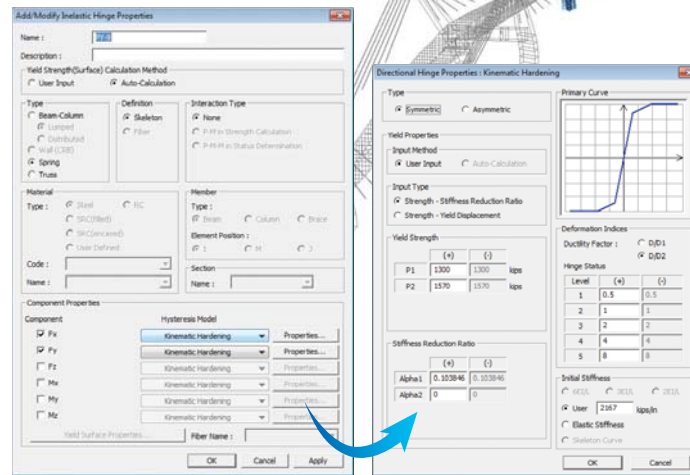 Add/Modify Inelastic Hinge Properties
Name :
Description :
Yield Strength(Surface) Calculation Method
User Input Auto-Calculation
Type
Beam-Column
Lumped
Distributed
Wall (CRB)
Spring
Truss
Definition
Skeleton
Fiber
Interaction Type
None
P-M in Strength Calculation
P-M-M in Status Determination
Material
Type : Steel RC
SRC(filled)
SRC(encased)
User Defined
Code :
Name :
Member
Type :
Beam Column Brace
Element Position :
I M J
Section
Name :
Component Properties
Component Hysteresis Model
Fx Kinematic Hardening Properties...
Fy Kinematic Hardening Properties...
Fz Kinematic Hardening Properties...
Mx Kinematic Hardening Properties...
My Kinematic Hardening Properties...
Mz Kinematic Hardening Properties...
Yield Surface Properties... Fiber Name :
OK Cancel Apply
Directional Hinge Properties : Kinematic Hardening
Type
Symmetric Asymmetric
Yield Properties
Input Method
User Input Auto-Calculation
Input Type
Strength - Stiffness Reduction Ratio
Strength - Yield Displacement
Yield Strength
(+) (-)
P1 1300 1300 kips
P2 1570 1570 kips
Stiffness Reduction Ratio
(+) (-)
Alpha1 0.103846 0.103846
Alpha2 0 0
Primary Curve
Deformation Indices
Ductility Factor : D/D1
D/D2
Hinge Status
Level (+) (-)
1 0.5 0.5
2 1 1
3 2 2
4 4 4
5 8 8
Initial Stiffness
6EI/L 3EI/L 2EI/L
User 2167 kips/in
Elastic Stiffness
Skeleton Curve
OK Cancel